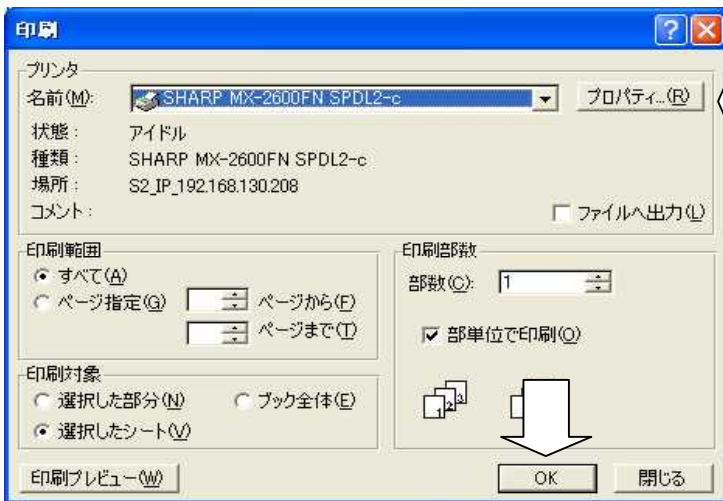 印刷
プリンタ
名前(M): SHARP MX-2600FN SPDL2-c プロパティ...(R)
状態： アイドル
種類： SHARP MX-2600FN SPDL2-c
場所： S2_IP_192.168.130.208
コメント： ファイルへ出力(L)
印刷範囲
すべて(A)
ページ指定(G) ページから(F)
ページまで(T)
印刷部数
部数(C): 1
部単位で印刷(O)
1 2 3
印刷対象
選択した部分(N) ブック全体(E)
選択したシート(V)
印刷プレビュー(W) OK 閉じる